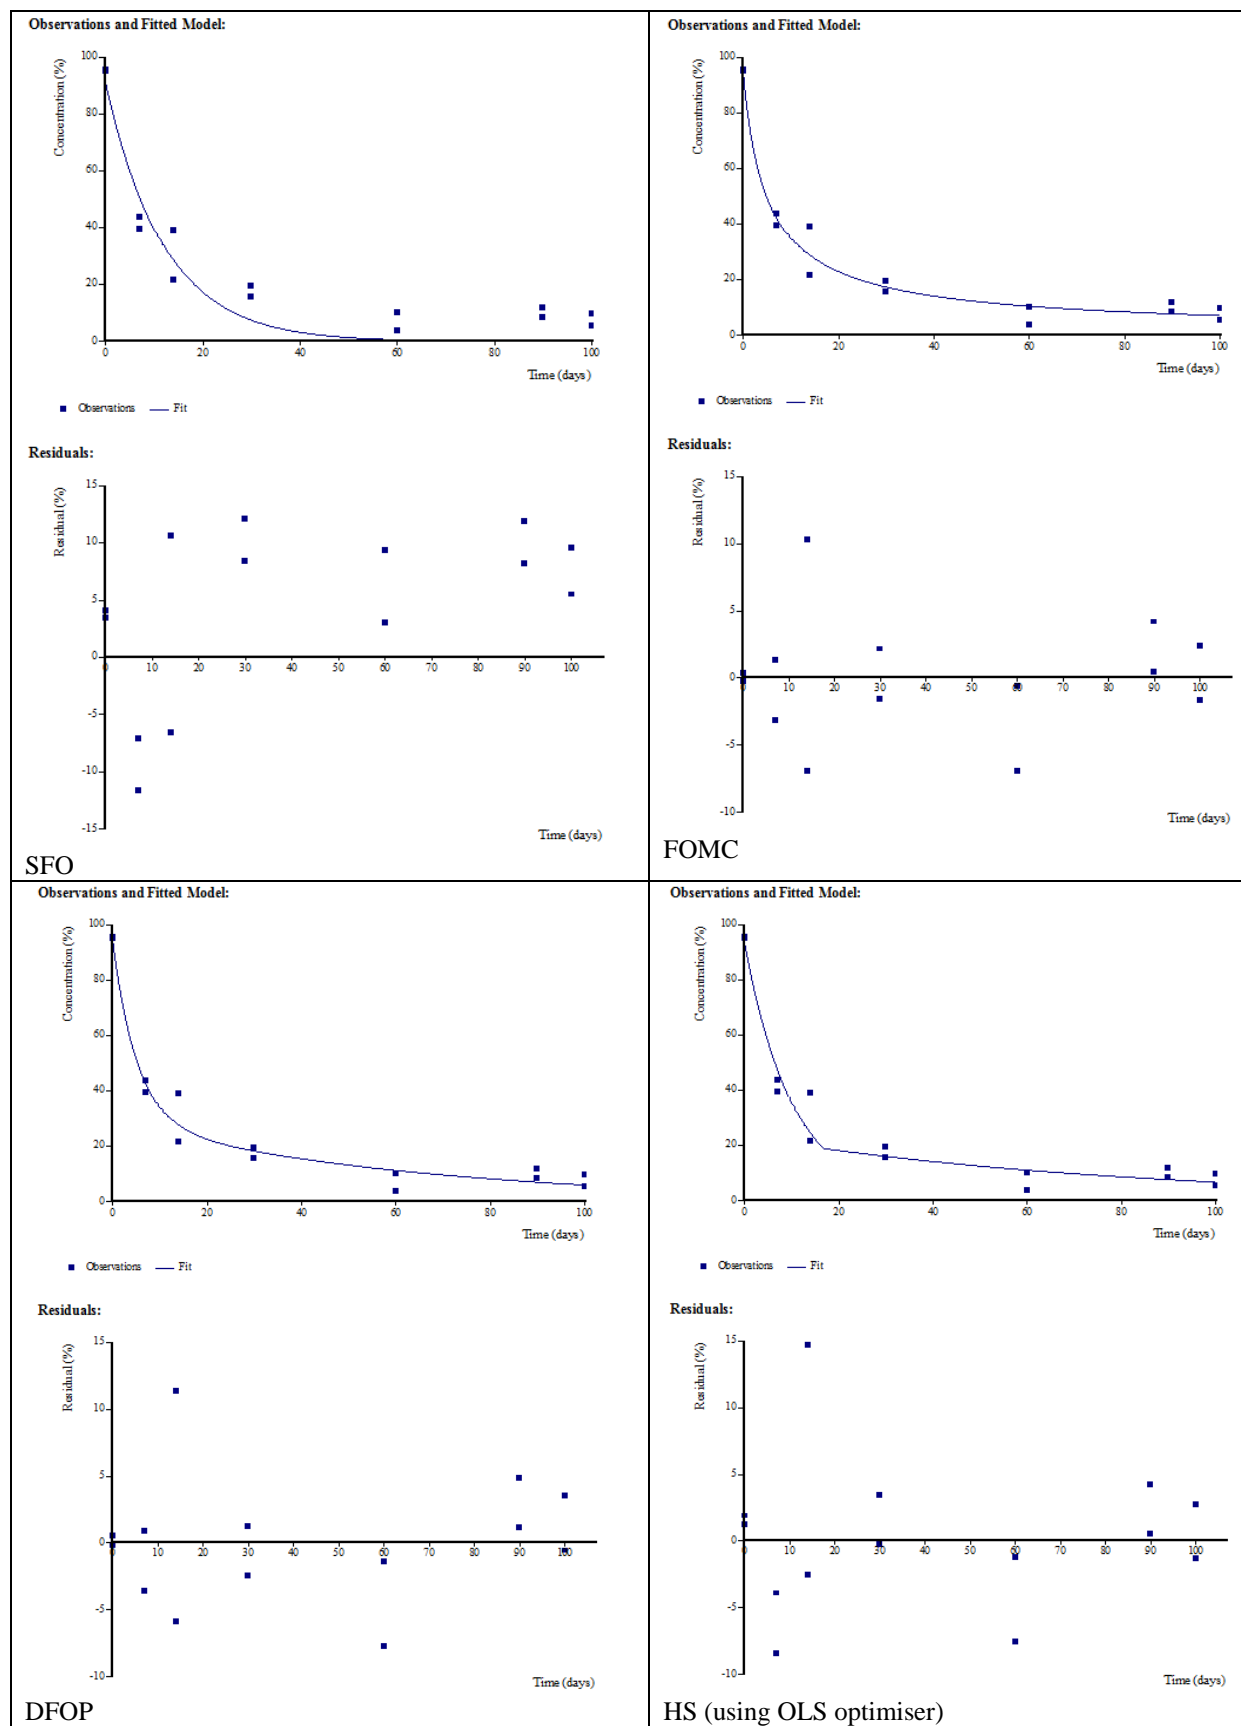 Observations and Fitted Model:
Concentration (%)
100
80
60
40
20
0
0 20 40 60 80 100
Time (days)
Observations Fit
Residuals:
Residual (%)
15
10
5
0
-5
-10
-15
0 10 20 30 40 50 60 70 80 90 100
Time (days)
SFO
Observations and Fitted Model:
Concentration (%)
100
80
60
40
20
0
0 20 40 60 80 100
Time (days)
Observations Fit
Residuals:
Residual (%)
15
10
5
0
-5
-10
0 10 20 30 40 50 60 70 80 90 100
Time (days)
FOMC
Observations and Fitted Model:
Concentration (%)
100
80
60
40
20
0
0 20 40 60 80 100
Time (days)
Observations Fit
Residuals:
Residual (%)
15
10
5
0
-5
-10
0 10 20 30 40 50 60 70 80 90 100
Time (days)
DFOP
Observations and Fitted Model:
Concentration (%)
100
80
60
40
20
0
0 20 40 60 80 100
Time (days)
Observations Fit
Residuals:
Residual (%)
15
10
5
0
-5
-10
0 10 20 30 40 50 60 70 80 90 100
Time (days)
HS (using OLS optimiser)